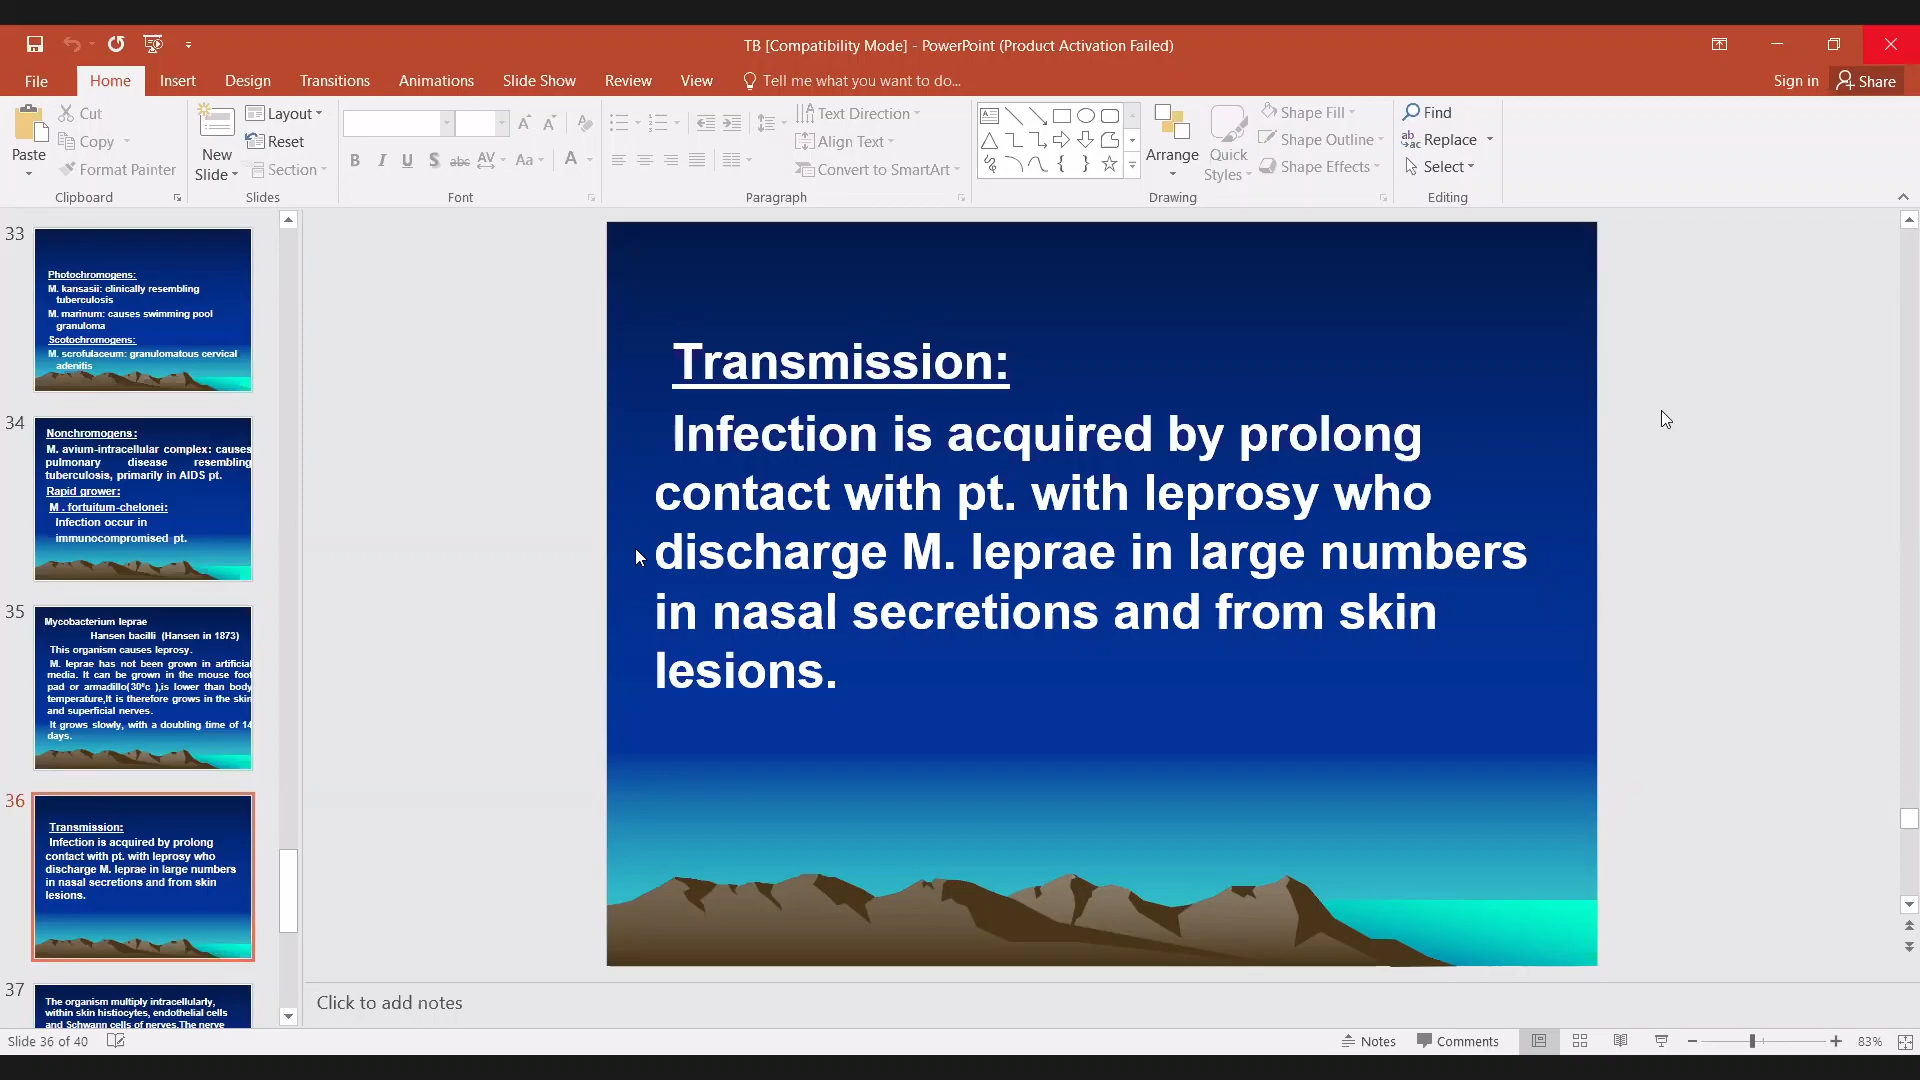 TB [Compatibility Mode] - PowerPoint (Product Activation Failed)
File Home Insert Design Transitions Animations Slide Show Review View Tell me what you want to do... Sign in Share
Paste
Cut
Copy
Format Painter
Clipboard
New
Slide
Layout
Reset
Section
Slides
B I U S abc AV Aa A
Font
Text Direction
Align Text
Convert to SmartArt
Paragraph
Arrange
Quick
Styles
Shape Fill
Shape Outline
Shape Effects
Drawing
Find
Replace
Select
Editing
33
Photochromogens:
M. kansasii: clinically resembling
tuberculosis
M. marinum: causes swimming pool
granuloma
Scotochromogens:
M. scrofulaceum: granulomatous cervical
adenitis
34
Nonchromogens:
M. avium-intracellular complex: causes
pulmonary disease resembling
tuberculosis, primarily in AIDS pt.
Rapid grower:
M . fortuitum-chelonei:
Infection occur in
immunocompromised pt.
35
Mycobacterium leprae
Hansen bacilli (Hansen in 1873)
This organism causes leprosy.
M. leprae has not been grown in artificial
media. It can be grown in the mouse foot
pad or armadillo(30ºc ),is lower than body
temperature,It is therefore grows in the skin
and superficial nerves.
It grows slowly, with a doubling time of 14
days.
36
Transmission:
Infection is acquired by prolong
contact with pt. with leprosy who
discharge M. leprae in large numbers
in nasal secretions and from skin
lesions.
37
The organism multiply intracellularly,
within skin histiocytes, endothelial cells
and Schwann cells of nerves.The nerve
Transmission:
Infection is acquired by prolong
contact with pt. with leprosy who
discharge M. leprae in large numbers
in nasal secretions and from skin
lesions.
Click to add notes
Slide 36 of 40
Notes Comments 83%